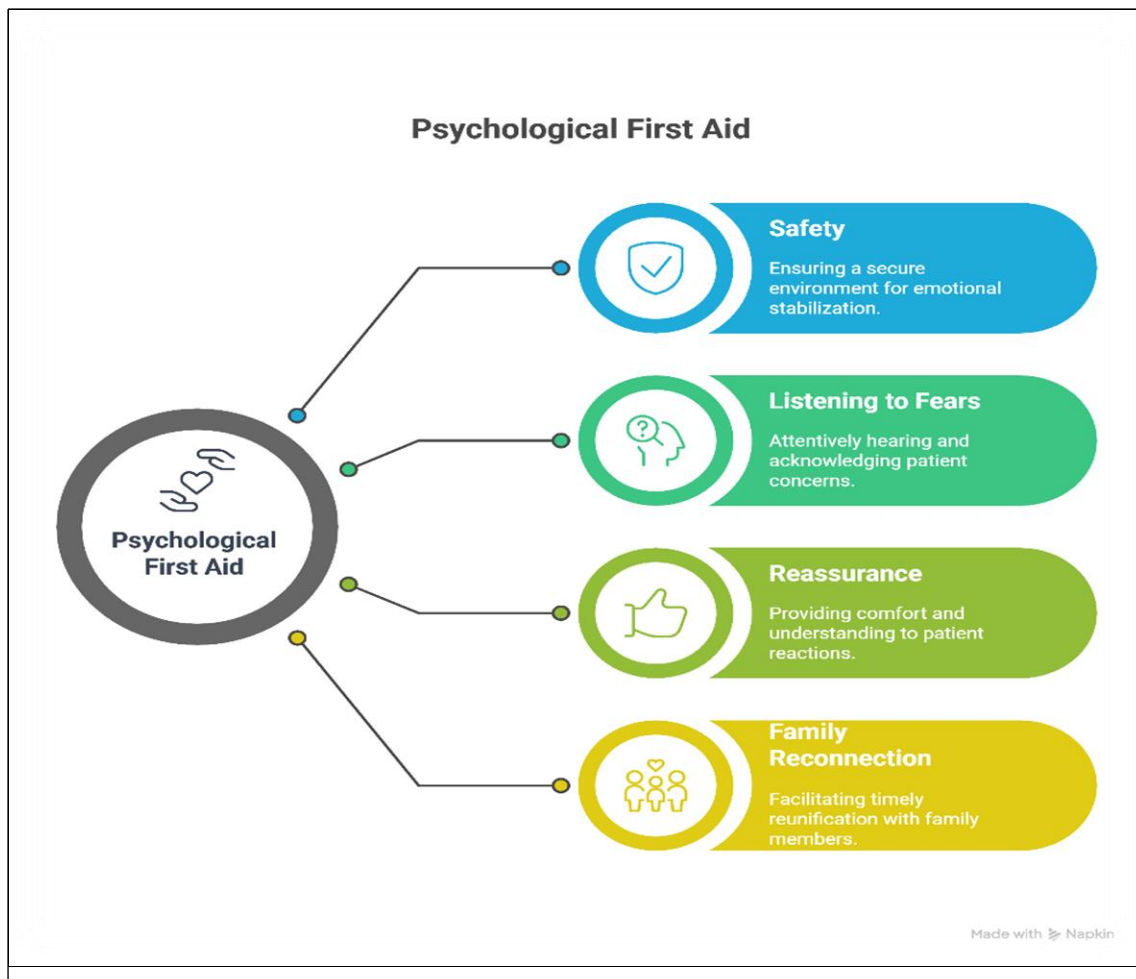 Psychological First Aid
Safety
Ensuring a secure
environment for emotional
stabilization.
Listening to Fears
Attentively hearing and
acknowledging patient
concerns.
Psychological
First Aid
Reassurance
Providing comfort and
understanding to patient
reactions.
Family
Reconnection
Facilitating timely
reunification with family
members.
?
Made with Napkin